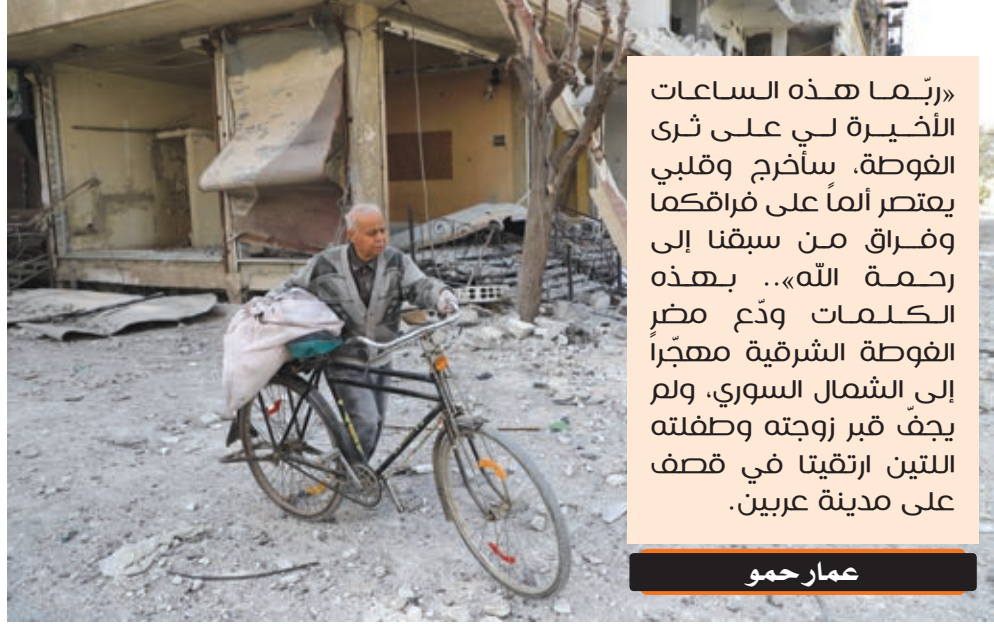 «ربّما هذه الساعات
الأخيرة لي على ثرى
الغوطة، سأخرج وقلبي
يعتصر ألماً على فراقكما
وفراق من سبقنا إلى
رحمة الله».. بهذه
الكلمات ودّع مضر
الغوطة الشرقية مهجّراً
إلى الشمال السوري، ولم
يجفّ قبر زوجته وطفلته
اللتين ارتقيتا في قصف
على مدينة عربين.
عمار حمو